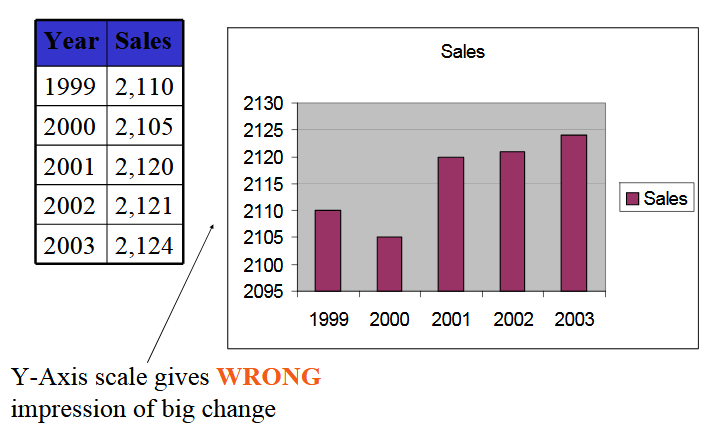 Year Sales
1999 2,110
2000 2,105
2001 2,120
2002 2,121
2003 2,124
Sales
2130
2125
2120
2115
2110
2105
2100
2095
1999 2000 2001 2002 2003
Sales
Y-Axis scale gives WRONG
impression of big change